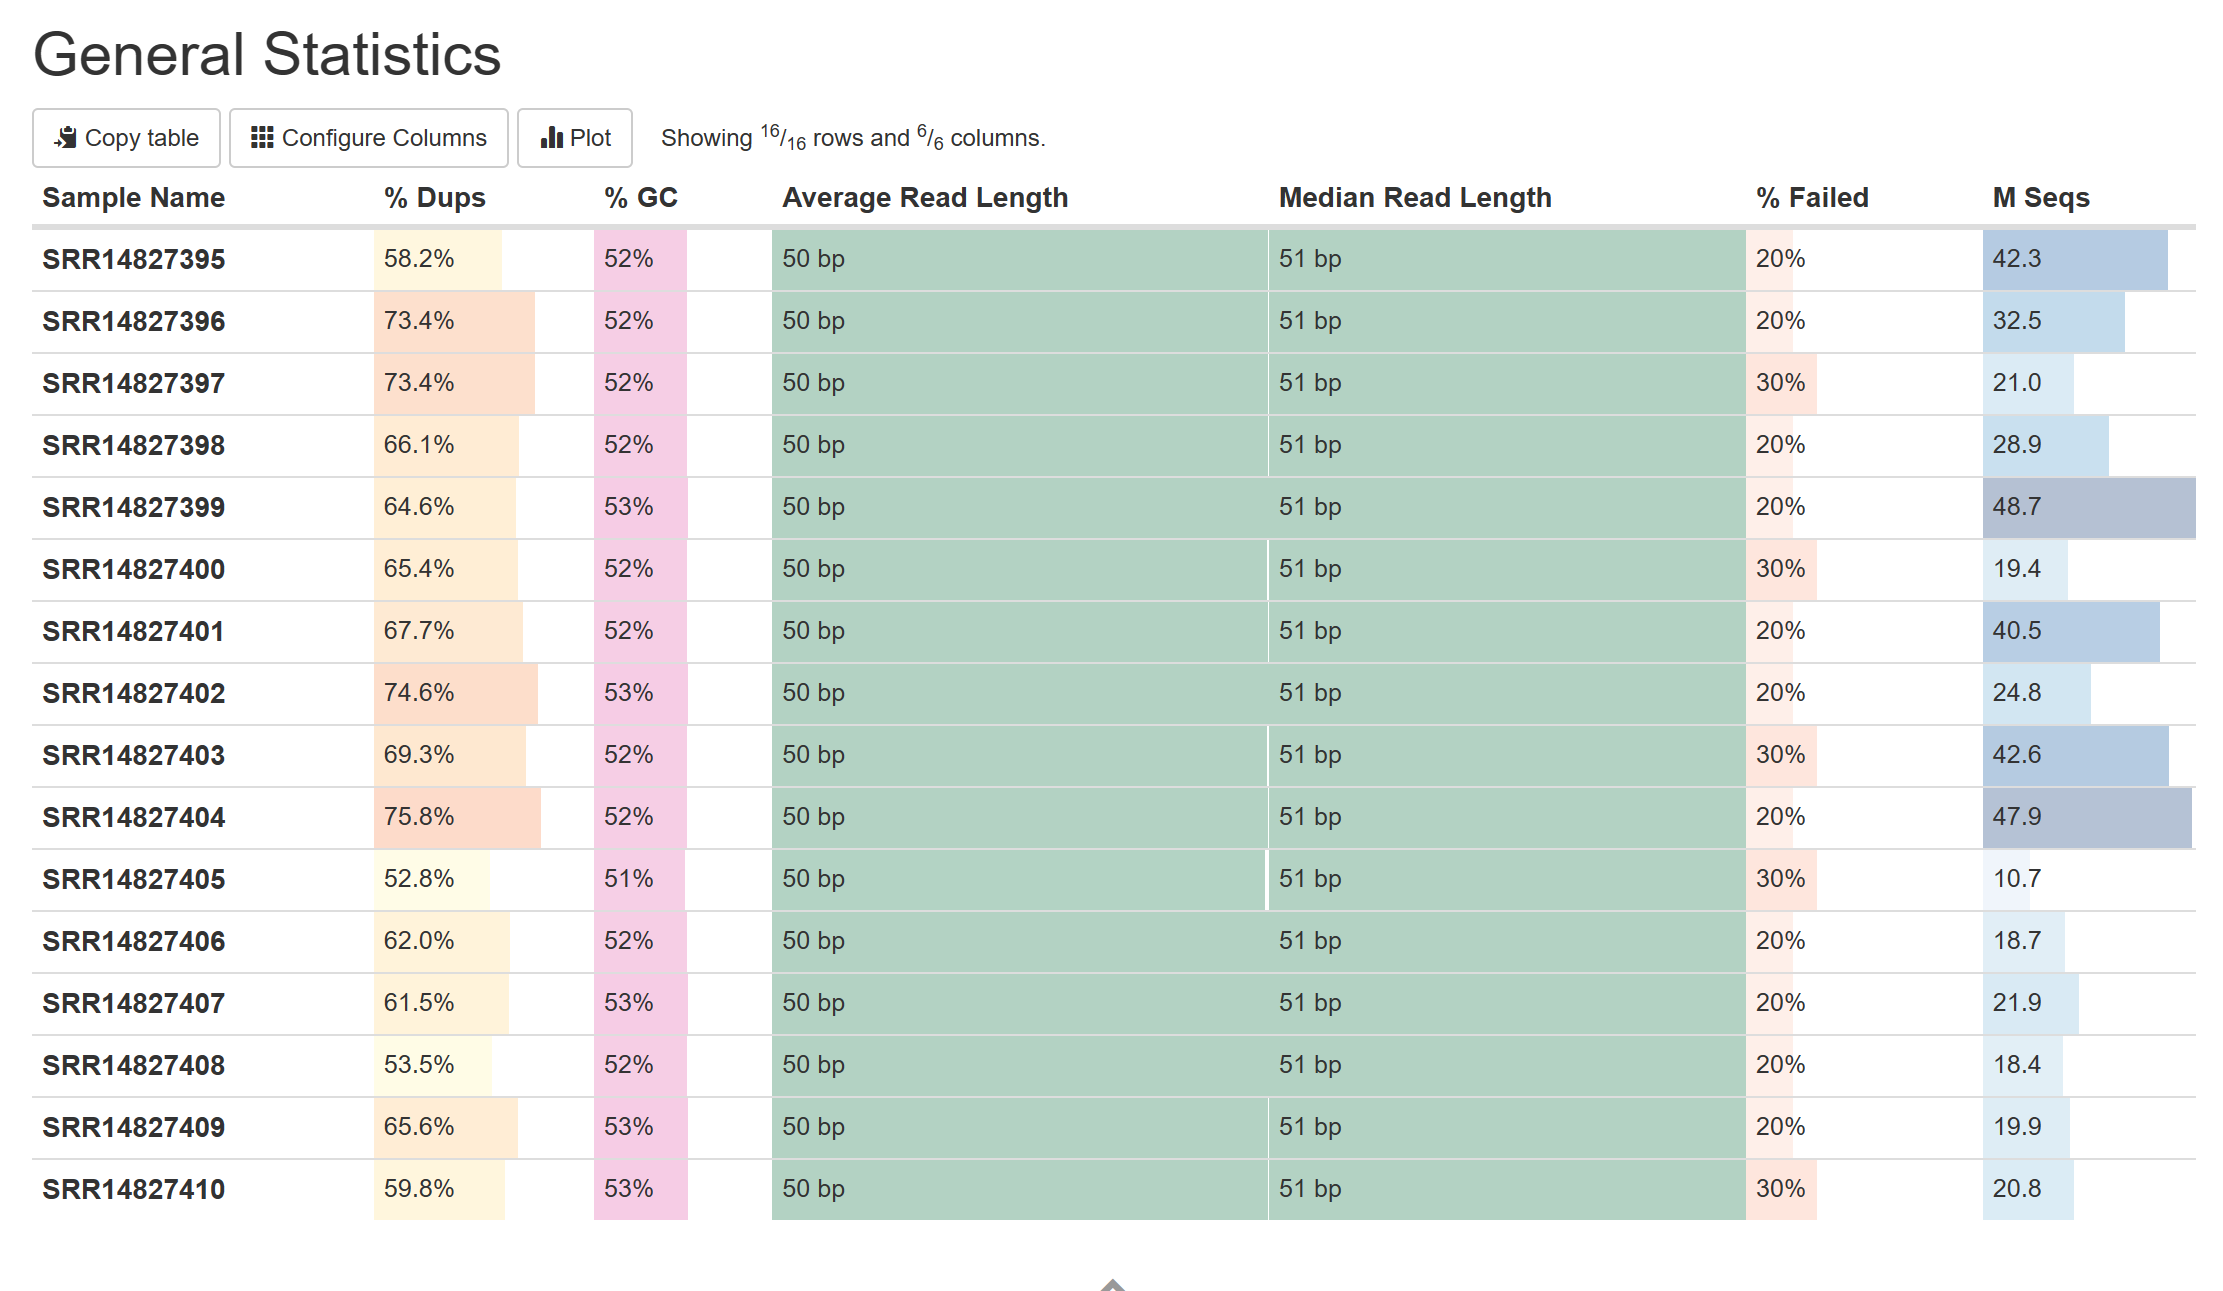 General Statistics
Copy table Configure Columns Plot Showing 16/16 rows and 6/6 columns.
Sample Name % Dups % GC Average Read Length Median Read Length % Failed M Seqs
SRR14827395 58.2% 52% 50 bp 51 bp 20% 42.3
SRR14827396 73.4% 52% 50 bp 51 bp 20% 32.5
SRR14827397 73.4% 52% 50 bp 51 bp 30% 21.0
SRR14827398 66.1% 52% 50 bp 51 bp 20% 28.9
SRR14827399 64.6% 53% 50 bp 51 bp 20% 48.7
SRR14827400 65.4% 52% 50 bp 51 bp 30% 19.4
SRR14827401 67.7% 52% 50 bp 51 bp 20% 40.5
SRR14827402 74.6% 53% 50 bp 51 bp 20% 24.8
SRR14827403 69.3% 52% 50 bp 51 bp 30% 42.6
SRR14827404 75.8% 52% 50 bp 51 bp 20% 47.9
SRR14827405 52.8% 51% 50 bp 51 bp 30% 10.7
SRR14827406 62.0% 52% 50 bp 51 bp 20% 18.7
SRR14827407 61.5% 53% 50 bp 51 bp 20% 21.9
SRR14827408 53.5% 52% 50 bp 51 bp 20% 18.4
SRR14827409 65.6% 53% 50 bp 51 bp 20% 19.9
SRR14827410 59.8% 53% 50 bp 51 bp 30% 20.8